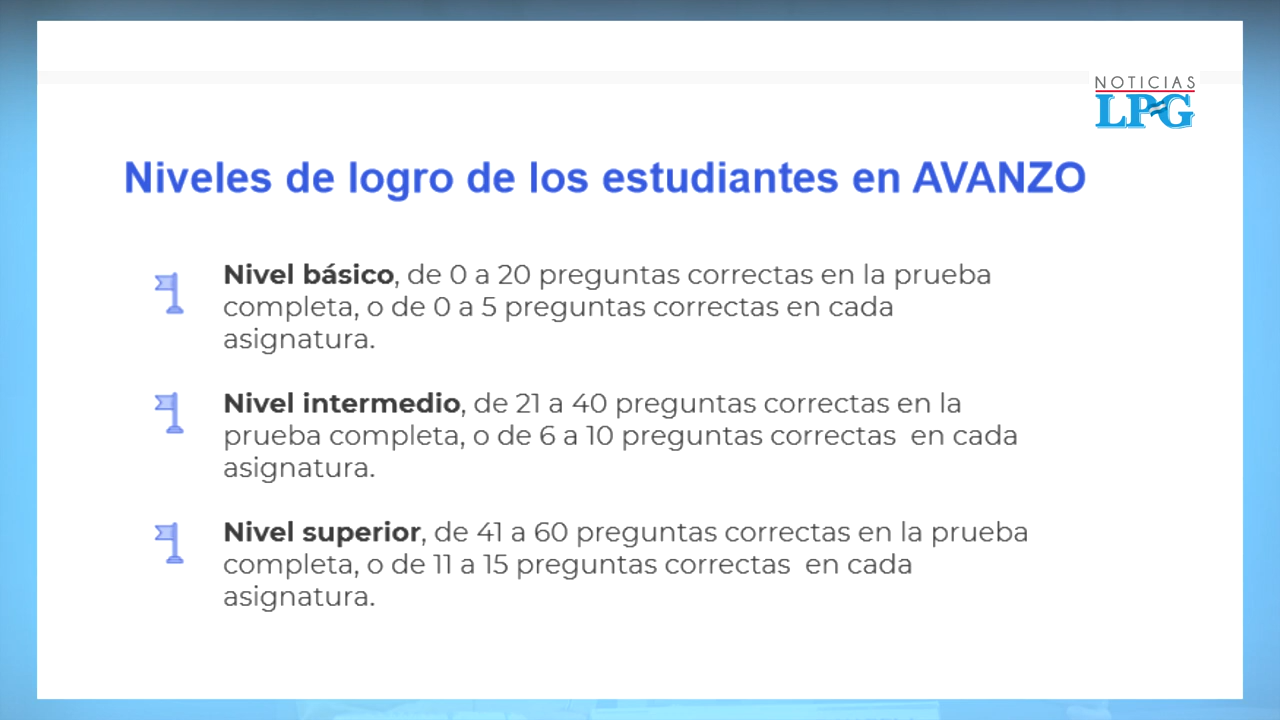 NOTICIAS
LPG
Niveles de logro de los estudiantes en AVANZO
Nivel básico, de 0 a 20 preguntas correctas en la prueba
completa, o de 0 a 5 preguntas correctas en cada
asignatura.
Nivel intermedio, de 21 a 40 preguntas correctas en la
prueba completa, o de 6 a 10 preguntas correctas  en cada
asignatura.
Nivel superior, de 41 a 60 preguntas correctas en la prueba
completa, o de 11 a 15 preguntas correctas  en cada
asignatura.